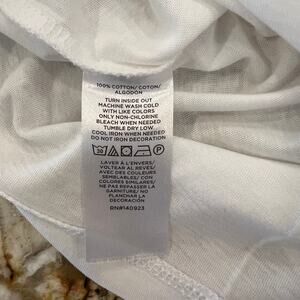 100% COTTON/ COTON/
ALGODÓN
TURN INSIDE OUT
MACHINE WASH COLD
WITH LIKE COLORS
ONLY NON-CHLORINE
BLEACH WHEN NEEDED
TUMBLE DRY LOW
COOL IRON WHEN NEEDED
DO NOT IRON DECORATION
30 P
LAVER À L'ENVERS/
VOLTEAR AL REVES/
AVEC DES COULEURS
SEMBLABLES/ CON
COLORES SIMILARES/
NE PAS REPASSER LA
GARNITURE/ NO
PLANCHAR LA
DECORACIÓN
RN#140923